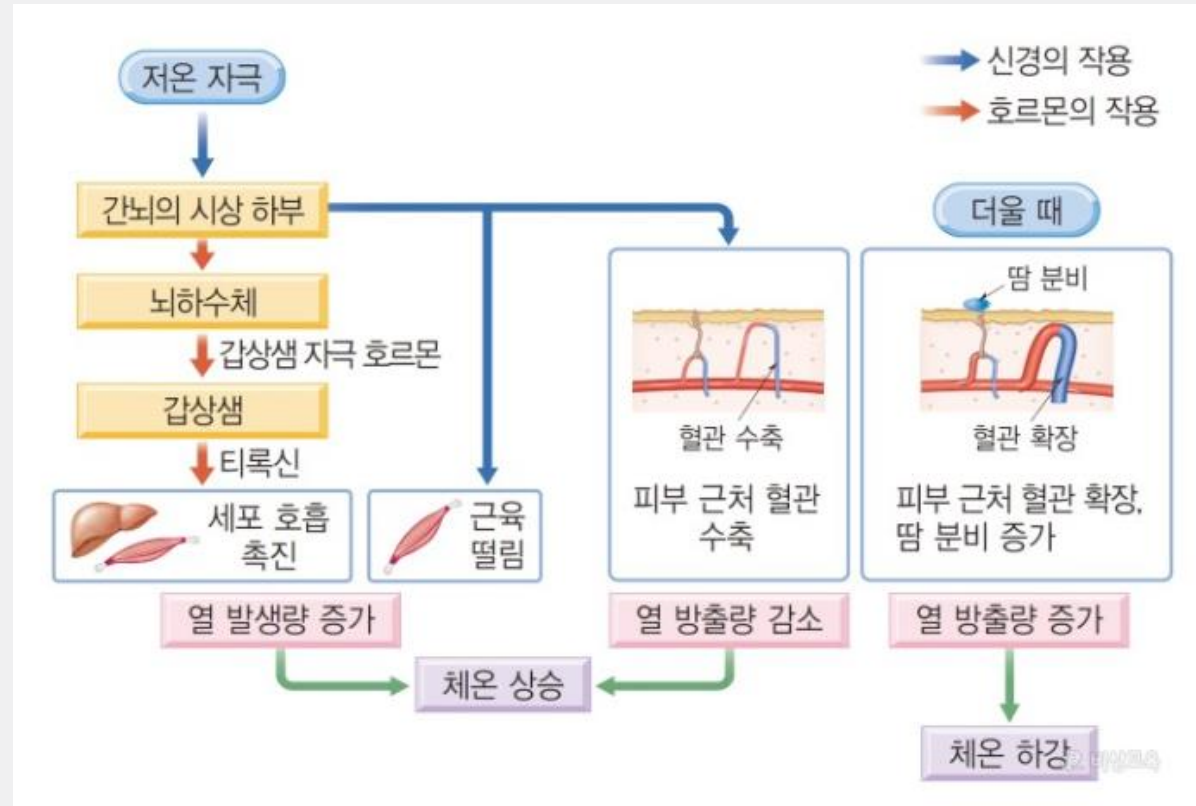 저온 자극
신경의 작용
호르몬의 작용
간뇌의 시상 하부
더울 때
뇌하수체
땀 분비
갑상샘 자극 호르몬
갑상샘
혈관 수축
혈관 확장
티록신
세포 호흡
촉진
근육
떨림
피부 근처 혈관
수축
피부 근처 혈관 확장,
땀 분비 증가
열 발생량 증가
열 방출량 감소
열 방출량 증가
체온 상승
체온 하강
비상교육